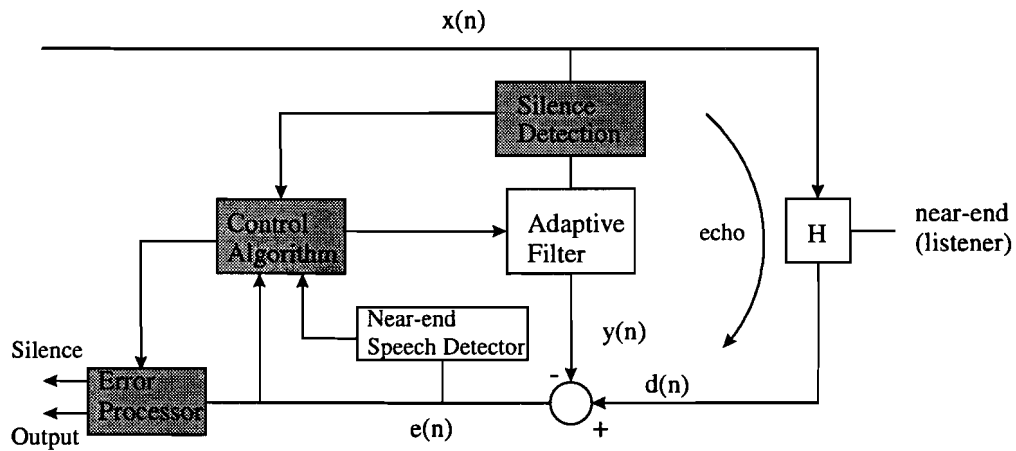 x(n)
Silence
Detection
Control
Algorithm
Adaptive
Filter
echo
H
near-end
(listener)
Near-end
Speech Detector
y(n)
Silence
Error
Processor
Output
-
d(n)
+
e(n)